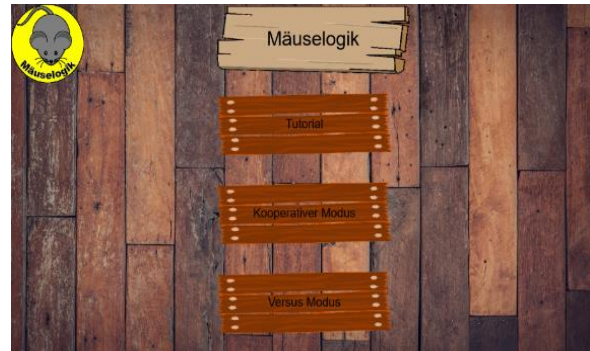 Mäuselogik
Mäuselogik
Tutorial
Kooperativer Modus
Versus Modus